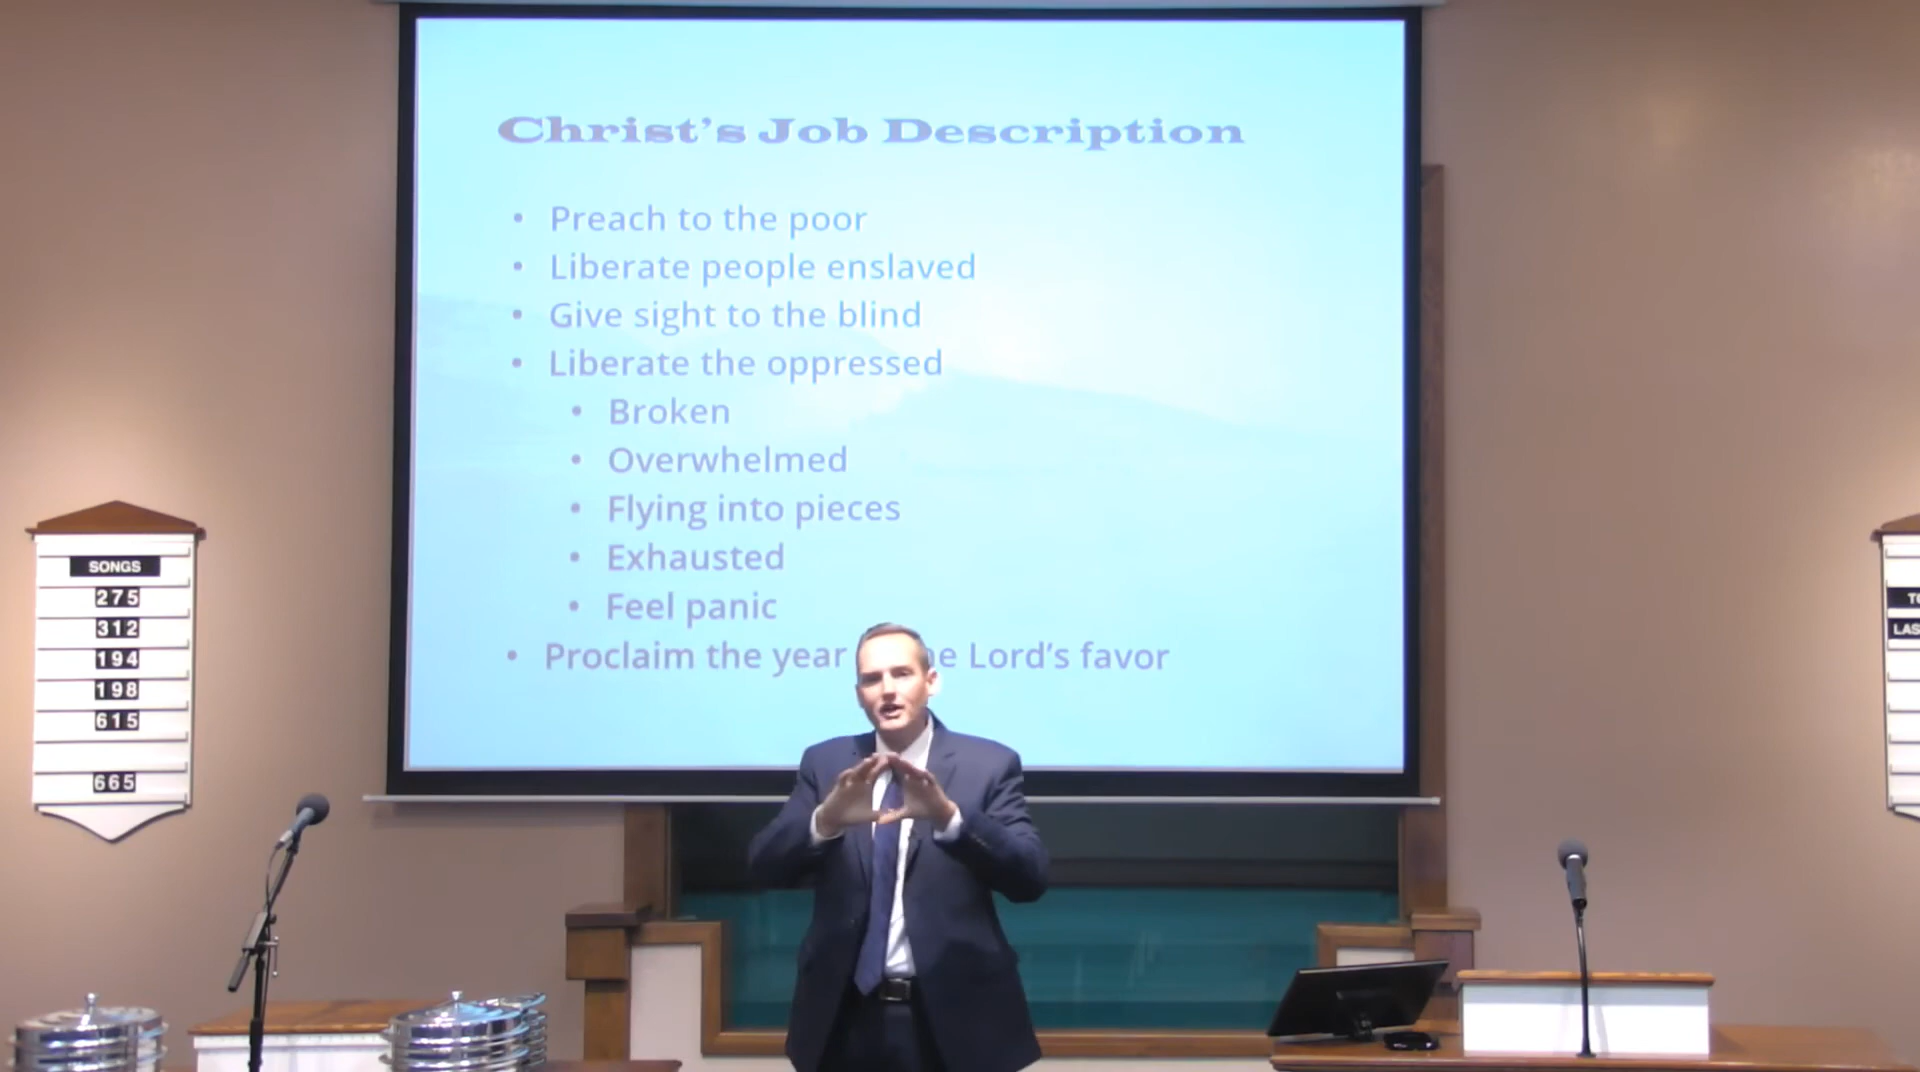 Christ's Job Description
• Preach to the poor
• Liberate people enslaved
• Give sight to the blind
• Liberate the oppressed
• Broken
• Overwhelmed
• Flying into pieces
• Exhausted
• Feel panic
• Proclaim the year he Lord's favor
SONGS
275
312
194
198
615
665
LAS